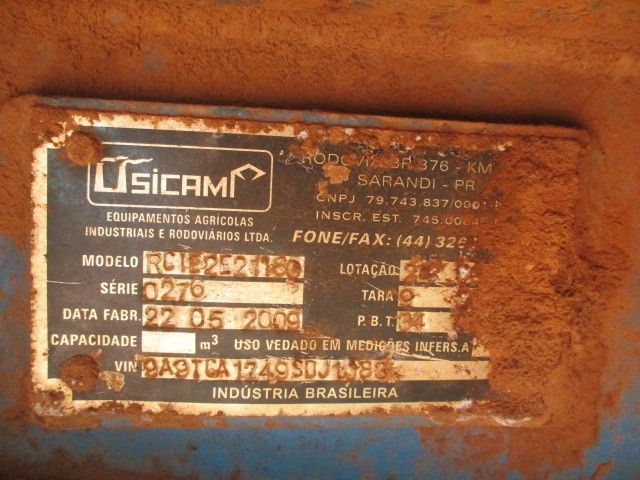 USICAMP
RODOVIA BR 376 - KM
SARANDI - PR
CNPJ 79.743.837/0001-
INSCR. EST. 745.00
EQUIPAMENTOS AGRÍCOLAS
INDUSTRIAIS E RODOVIÁRIOS LTDA.
FONE/FAX: (44) 32
MODELO
LOTAÇÃO
SÉRIE 0276
TARA 9
DATA FABR. 22 05 2009
P.B.T.
CAPACIDADE m³ USO VEDADO EM MEDIÇÕES INFERS.A
VIN
INDÚSTRIA BRASILEIRA